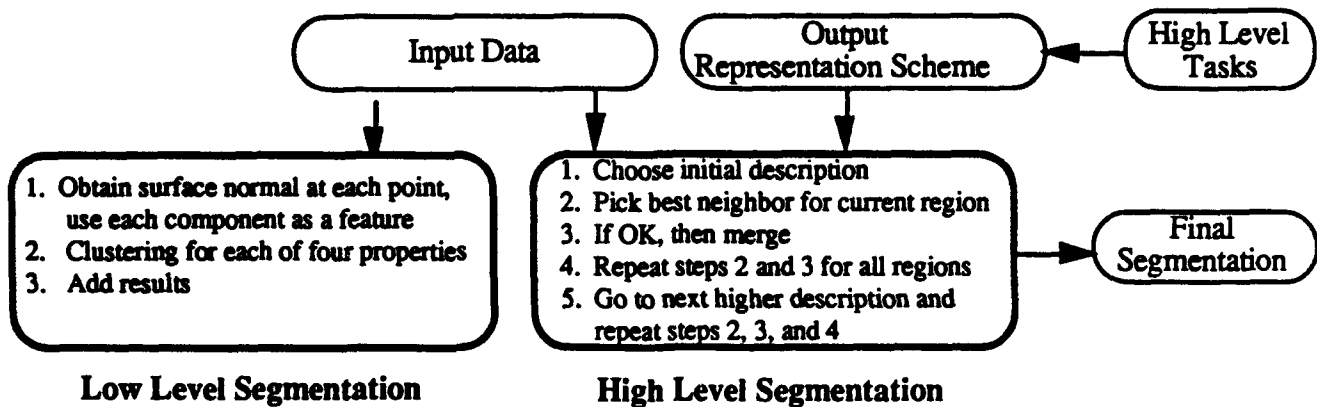 Input Data
Output
Representation Scheme
High Level
Tasks
1. Obtain surface normal at each point,
use each component as a feature
2. Clustering for each of four properties
3. Add results
1. Choose initial description
2. Pick best neighbor for current region
3. If OK, then merge
4. Repeat steps 2 and 3 for all regions
5. Go to next higher description and
repeat steps 2, 3, and 4
Final
Segmentation
Low Level Segmentation
High Level Segmentation